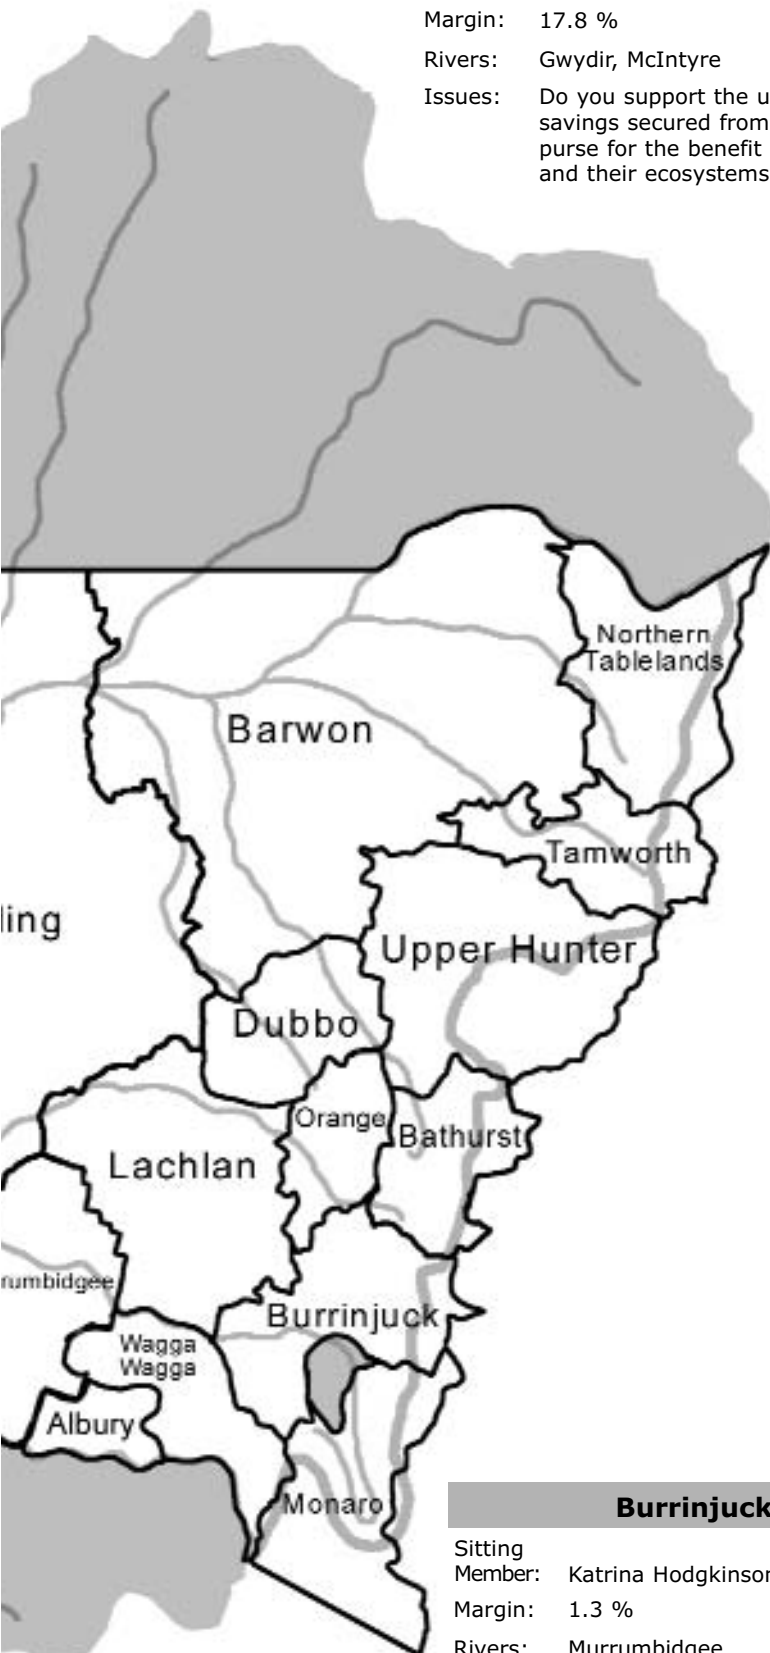 Margin: 17.8 %
Rivers: Gwydir, McIntyre
Issues: Do you support the u
savings secured from
purse for the benefit
and their ecosystems
Northern
Tablelands
Barwon
Tamworth
ling
Upper Hunter
Dubbo
Orange
Bathurst
Lachlan
rumbidgee
Burrinjuck
Wagga
Wagga
Albury
Monaro
Burrinjuck
Sitting
Member: Katrina Hodgkinson
Margin: 1.3 %
Rivers: Murrumbidgee